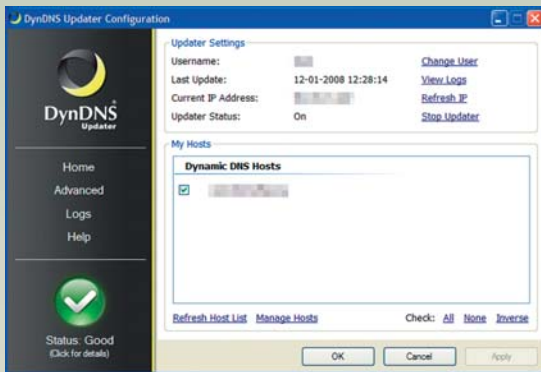 DynDNS Updater Configuration
DynDNS
Updater
Home
Advanced
Logs
Help
Status: Good
(Click for details)
Updater Settings
Username: Change User
Last Update: 12-01-2008 12:28:14 View Logs
Current IP Address: Refresh IP
Updater Status: On Stop Updater
My Hosts
Dynamic DNS Hosts
Refresh Host List Manage Hosts Check: All None Inverse
OK Cancel Apply